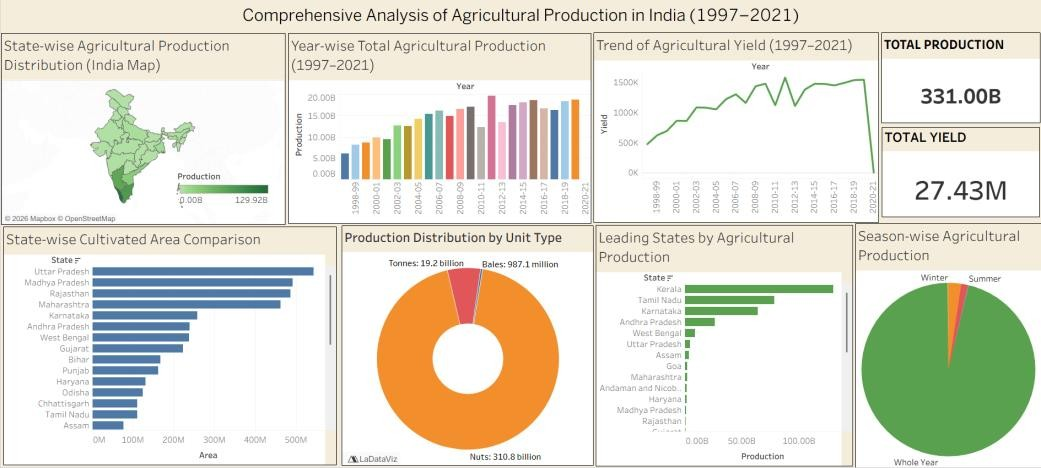 Comprehensive Analysis of Agricultural Production in India (1997–2021)
State-wise Agricultural Production
Distribution (India Map)
Production
0.00B 129.92B
© 2026 Mapbox © OpenStreetMap
Year-wise Total Agricultural Production
(1997–2021)
Year
Production
20.00B
15.00B
10.00B
5.00B
0.00B
1998-99
2000-01
2002-03
2004-05
2006-07
2008-09
2010-11
2012-13
2014-15
2016-17
2018-19
2020-21
Trend of Agricultural Yield (1997–2021)
Year
Yield
1500K
1000K
500K
0K
1998-99
2000-01
2002-03
2004-05
2006-07
2008-09
2010-11
2012-13
2014-15
2016-17
2018-19
2020-21
TOTAL PRODUCTION
331.00B
TOTAL YIELD
27.43M
State-wise Cultivated Area Comparison
State
Uttar Pradesh
Madhya Pradesh
Rajasthan
Maharashtra
Karnataka
Andhra Pradesh
West Bengal
Gujarat
Bihar
Punjab
Haryana
Odisha
Chhattisgarh
Tamil Nadu
Assam
0M 100M 200M 300M 400M 500M
Area
Production Distribution by Unit Type
Tonnes: 19.2 billion
Bales: 987.1 million
Nuts: 310.8 billion
LaDataViz
Leading States by Agricultural
Production
State
Kerala
Tamil Nadu
Karnataka
Andhra Pradesh
West Bengal
Uttar Pradesh
Assam
Goa
Maharashtra
Andaman and Nicob..
Haryana
Madhya Pradesh
Rajasthan
0.00B 50.00B 100.00B
Production
Season-wise Agricultural
Production
Winter
Summer
Whole Year